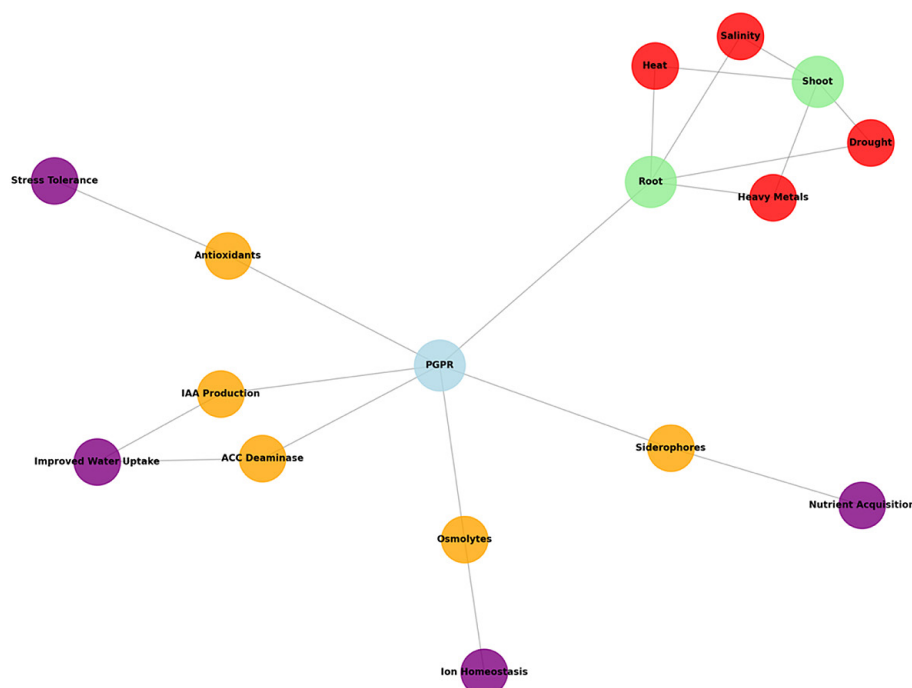 Salinity
Heat
Shoot
Drought
Stress Tolerance
Root
Heavy Metals
Antioxidants
PGPR
IAA Production
Siderophores
ACC Deaminase
Improved Water Uptake
Nutrient Acquisition
Osmolytes
Ion Homeostasis